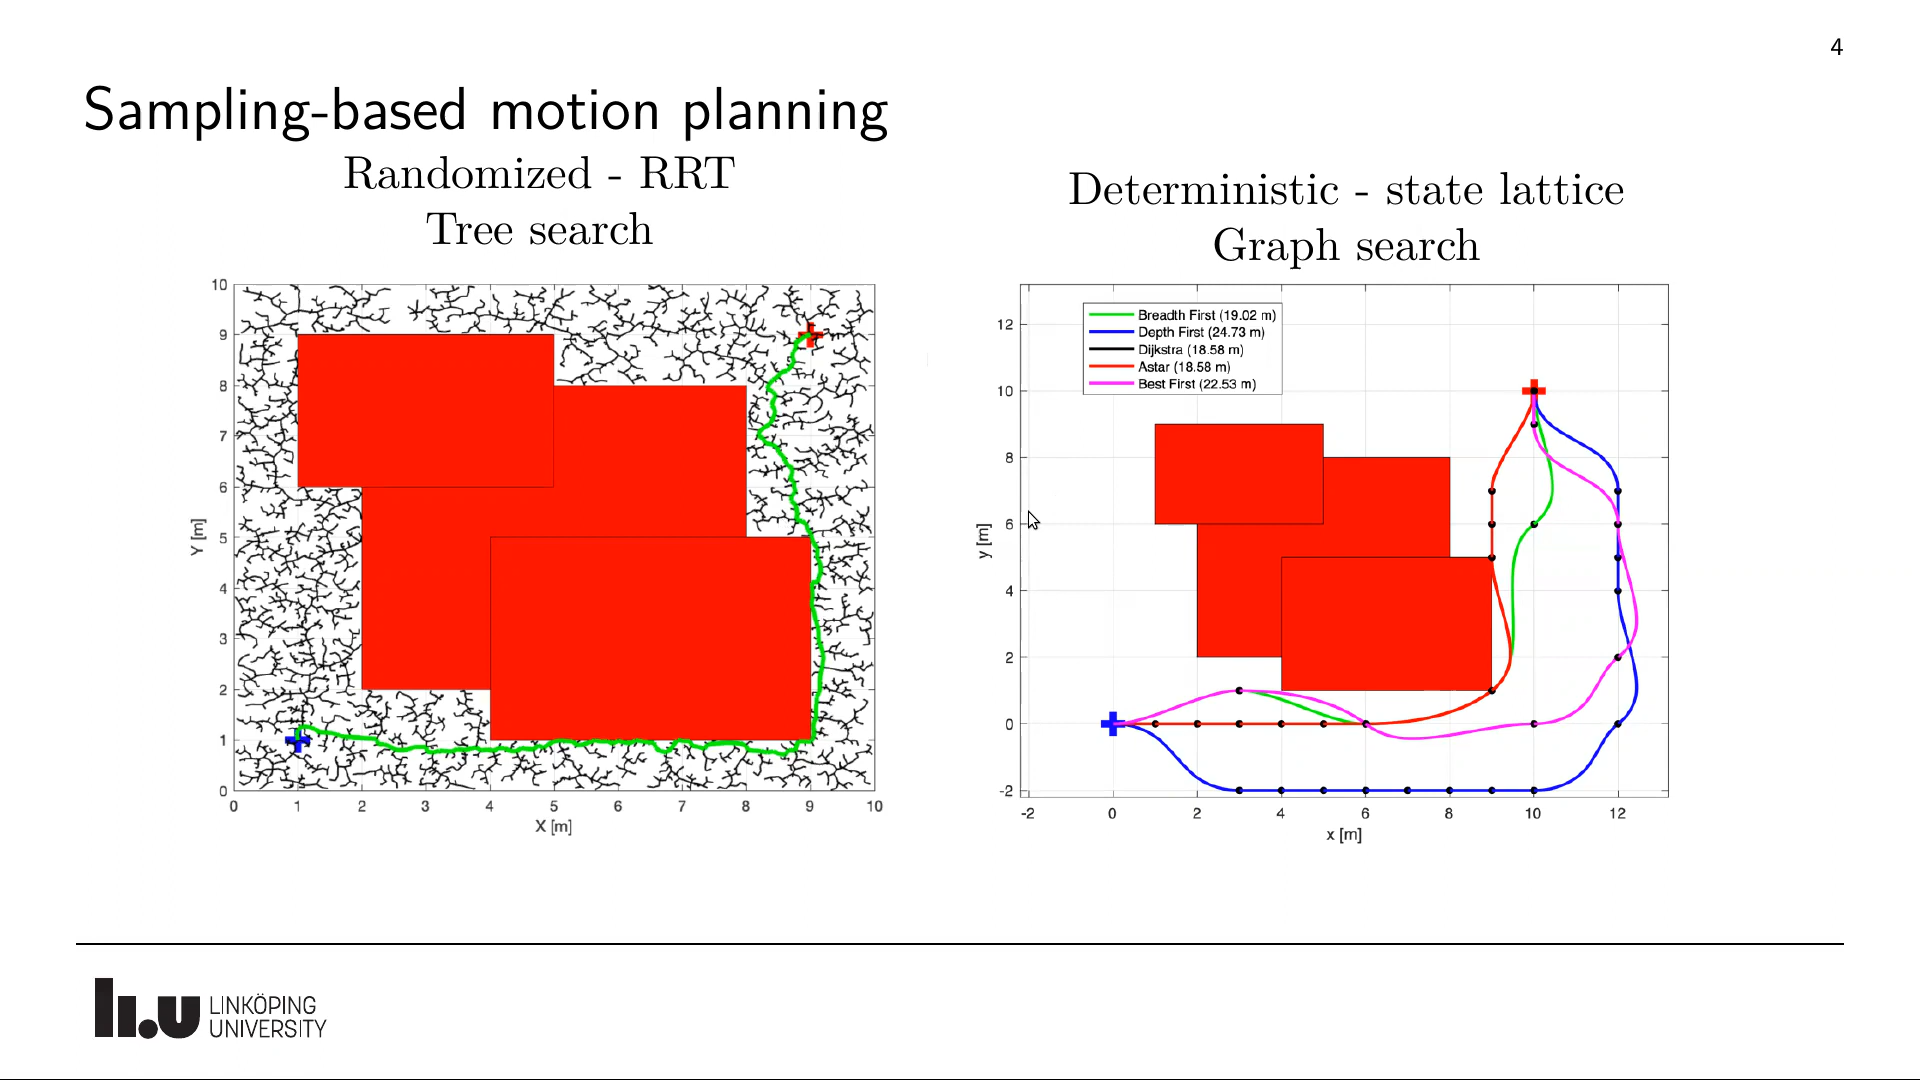 4
Sampling-based motion planning
Randomized - RRT
Tree search
10
9
8
7
6
5
4
3
2
1
0
Y [m]
0 1 2 3 4 5 6 7 8 9 10
X [m]
Deterministic - state lattice
Graph search
Breadth First (19.02 m)
Depth First (24.73 m)
Dijkstra (18.58 m)
Astar (18.58 m)
Best First (22.53 m)
12
10
8
6
4
2
0
-2
y [m]
-2 0 2 4 6 8 10 12
x [m]
li.u LINKÖPING
UNIVERSITY